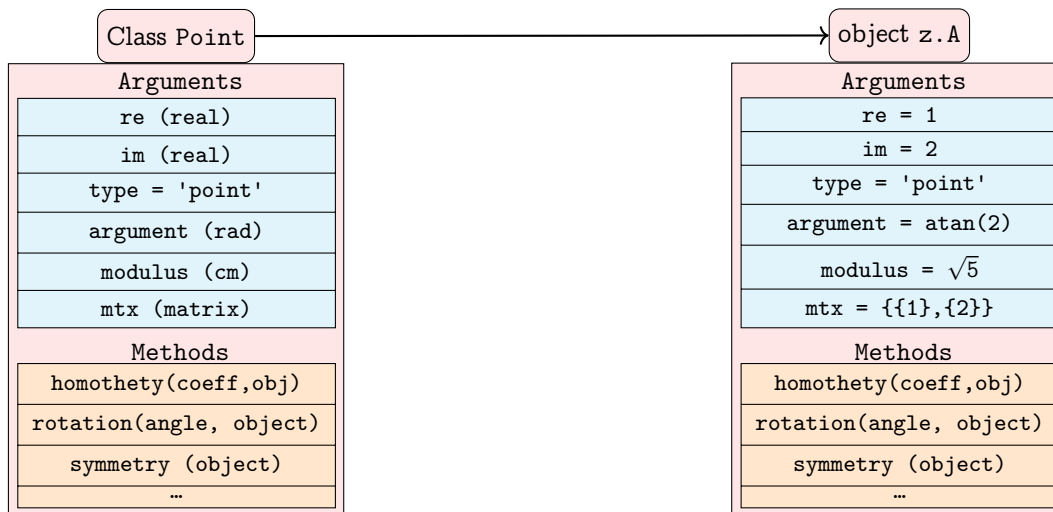 Class Point
object z.A
Arguments
re (real)
im (real)
type = 'point'
argument (rad)
modulus (cm)
mtx (matrix)
Methods
homothety(coeff,obj)
rotation(angle, object)
symmetry (object)
…
Arguments
re = 1
im = 2
type = 'point'
argument = atan(2)
modulus = √5
mtx = {{1},{2}}
Methods
homothety(coeff,obj)
rotation(angle, object)
symmetry (object)
…